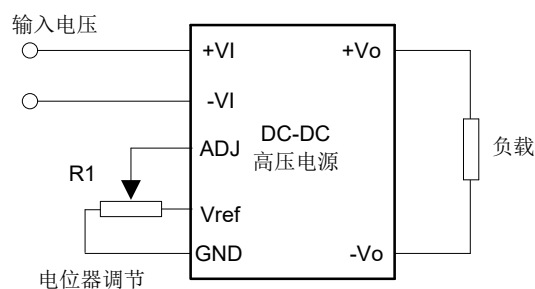 输入电压
+VI
+Vo
-VI
DC-DC
高压电源
ADJ
负载
R1
Vref
GND
-Vo
电位器调节